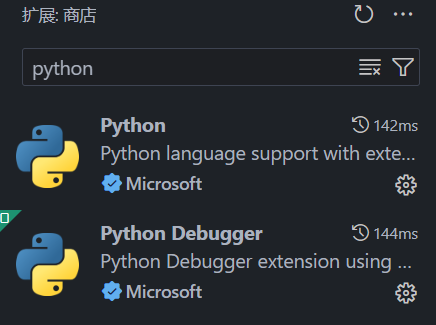 扩展: 商店
python
Python
142ms
Python language support with exte...
Microsoft
Python Debugger
144ms
Python Debugger extension using ...
Microsoft